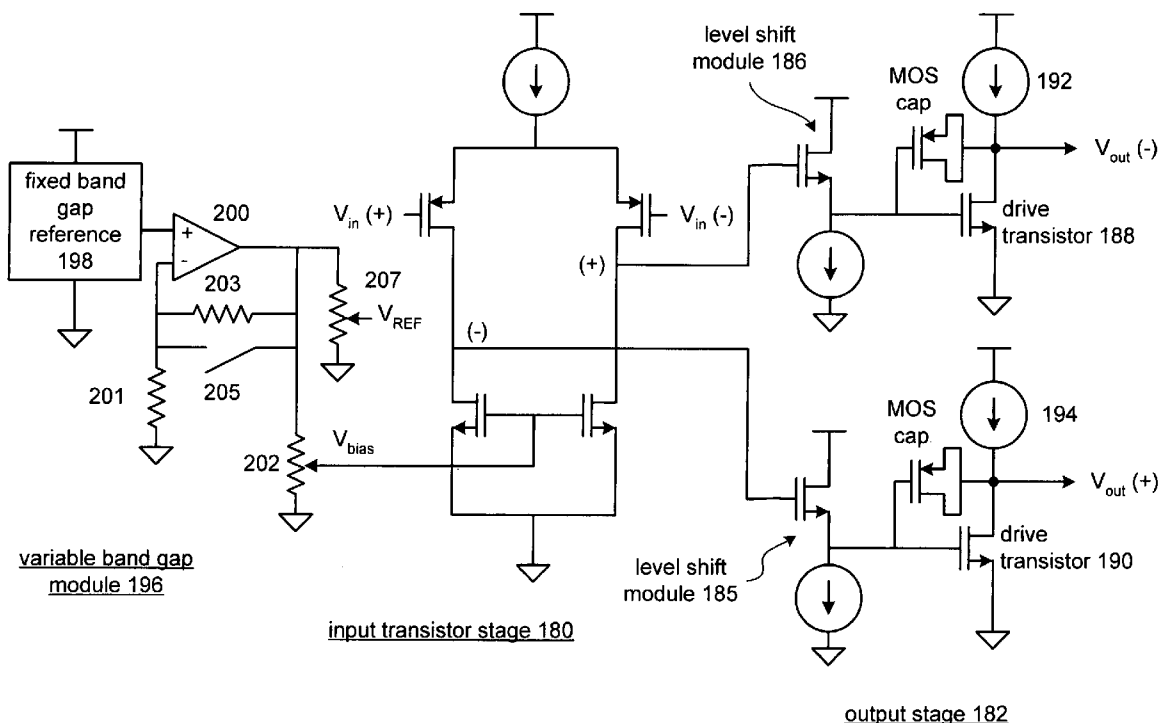 level shift
module 186
MOS
cap
192
V_out (-)
drive
transistor 188
fixed band
gap
reference
198
200
+
-
203
207
V_REF
201
205
202
V_bias
V_in (+)
V_in (-)
(+)
(-)
MOS
cap
194
V_out (+)
drive
transistor 190
level shift
module 185
variable band gap
module 196
input transistor stage 180
output stage 182